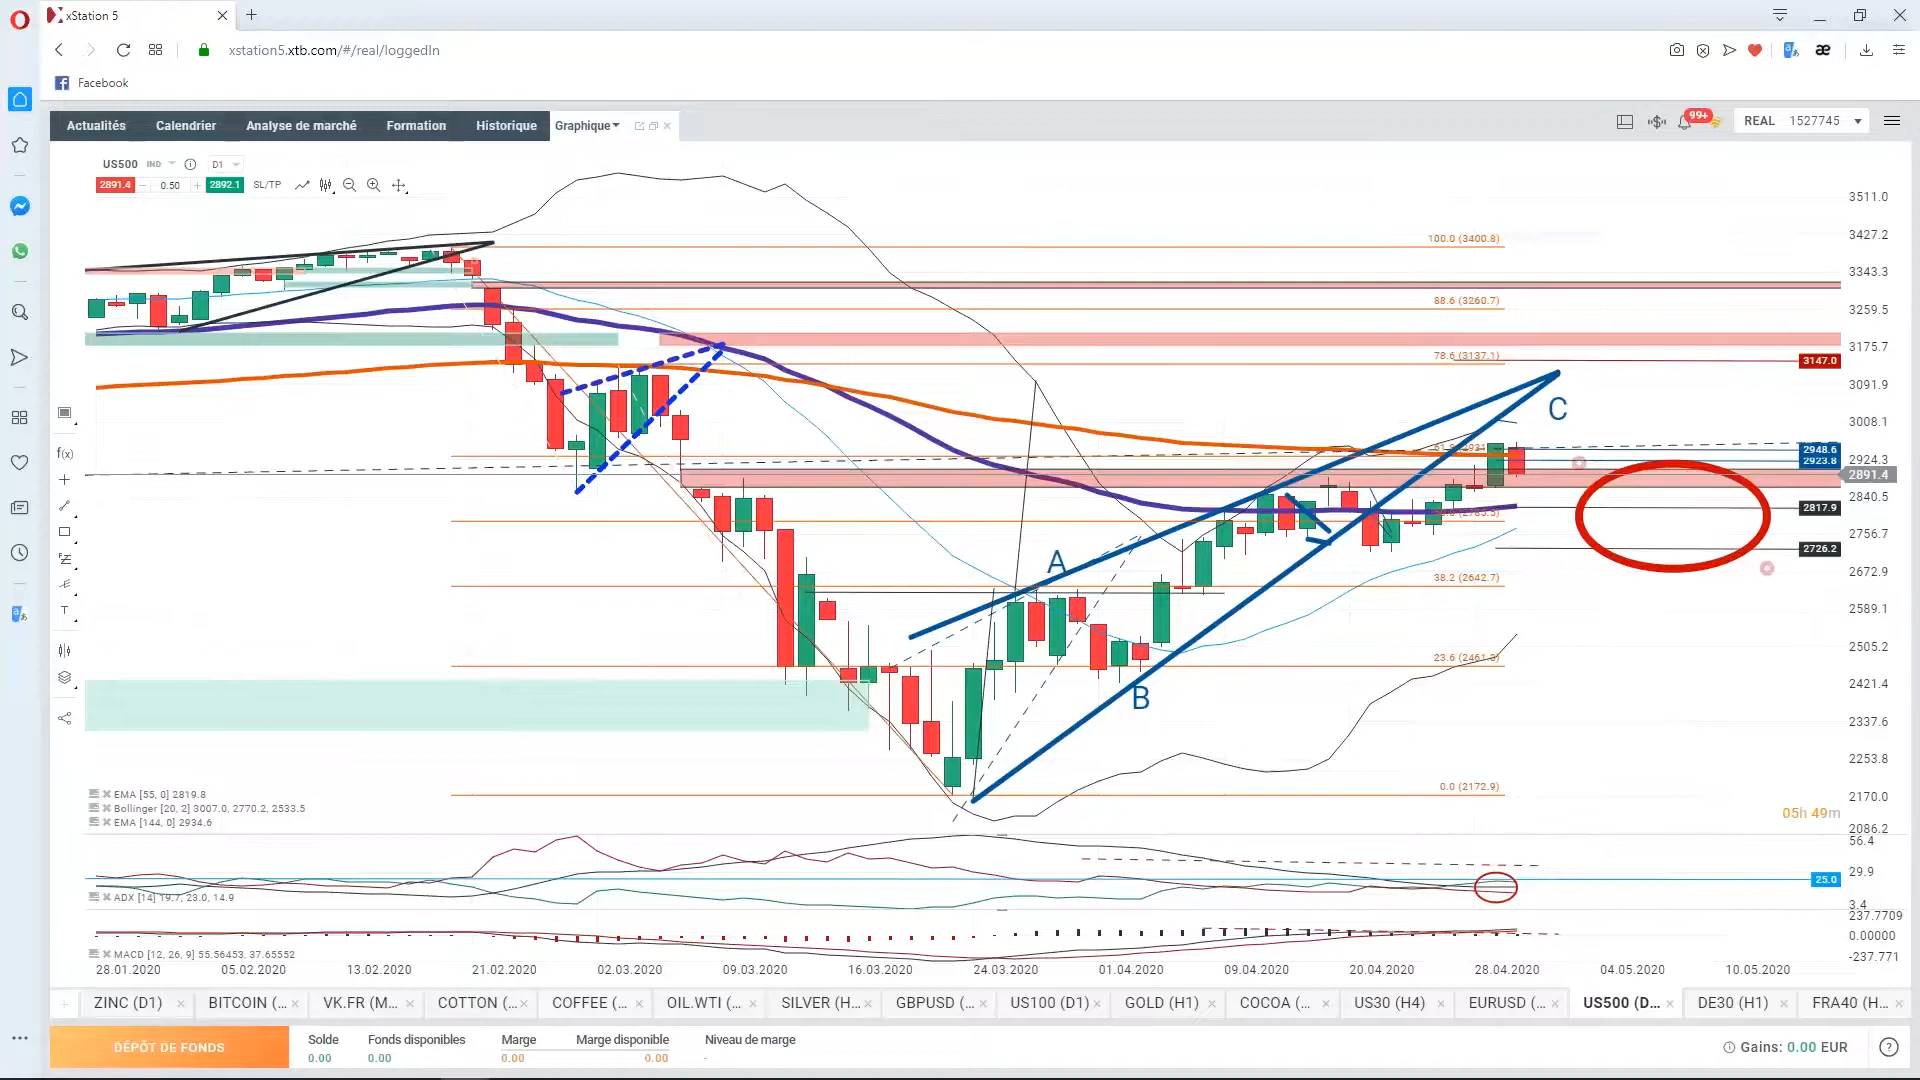 xStation 5
xstation5.xtb.com/#/real/loggedIn
Facebook
Actualités Calendrier Analyse de marché Formation Historique Graphique
99+
REAL 1527745
US500 IND D1
2891.4 0.50 2892.1 SL/TP
3511.0
100.0 (3400.8) 3427.2
3343.3
88.6 (3260.7) 3259.5
3175.7
78.6 (3137.1) 3147.0
3091.9
C
3008.1
2948.6
2923.8
2924.3
2891.4
2840.5
2817.9
2756.7
2726.2
A
38.2 (2642.7) 2672.9
2589.1
2505.2
23.6 (2461.3)
B
2421.4
2337.6
2253.8
0.0 (2172.9) 2170.0
EMA [55, 0] 2819.8
Bollinger [20, 2] 3007.0, 2770.2, 2533.5
EMA [144, 0] 2934.6
05h 49m
2086.2
56.4
29.9
25.0
ADX [14] 19.7, 23.0, 14.9
3.4
237.7709
0.00000
MACD [12, 26, 9] 55.56453, 37.65552
-237.771
28.01.2020 05.02.2020 13.02.2020 21.02.2020 02.03.2020 09.03.2020 16.03.2020 24.03.2020 01.04.2020 09.04.2020 20.04.2020 28.04.2020 04.05.2020 10.05.2020
ZINC (D1) BITCOIN (... VK.FR (M... COTTON (... COFFEE (... OIL.WTI (... SILVER (H... GBPUSD (... US100 (D1) GOLD (H1) COCOA (... US30 (H4) EURUSD (... US500 (D... DE30 (H1) FRA40 (H...
DÉPÔT DE FONDS
Solde Fonds disponibles Marge Marge disponible Niveau de marge
0.00 0.00 0.00 0.00 -
Gains: 0.00 EUR